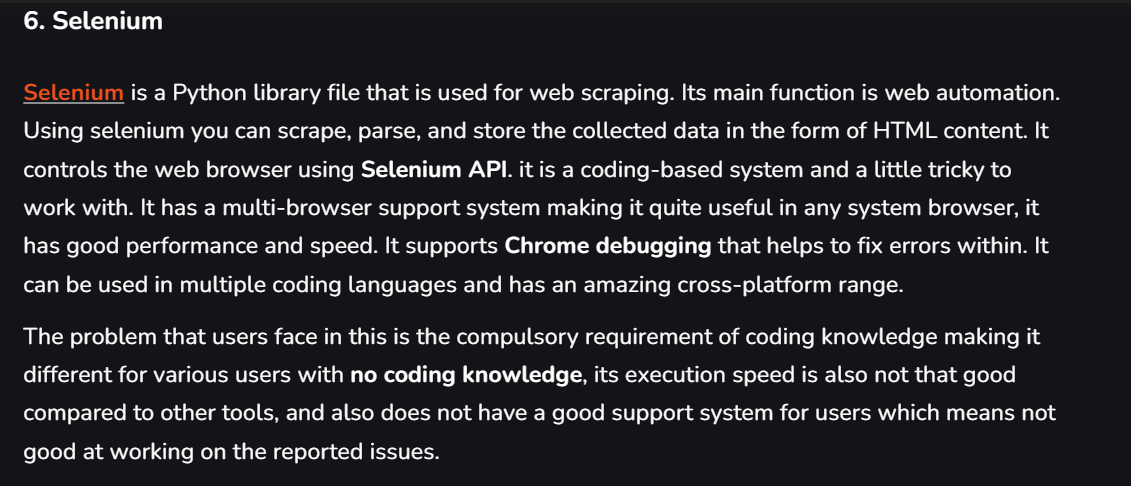 6. Selenium
Selenium is a Python library file that is used for web scraping. Its main function is web automation.
Using selenium you can scrape, parse, and store the collected data in the form of HTML content. It
controls the web browser using Selenium API. it is a coding-based system and a little tricky to
work with. It has a multi-browser support system making it quite useful in any system browser, it
has good performance and speed. It supports Chrome debugging that helps to fix errors within. It
can be used in multiple coding languages and has an amazing cross-platform range.
The problem that users face in this is the compulsory requirement of coding knowledge making it
different for various users with no coding knowledge, its execution speed is also not that good
compared to other tools, and also does not have a good support system for users which means not
good at working on the reported issues.